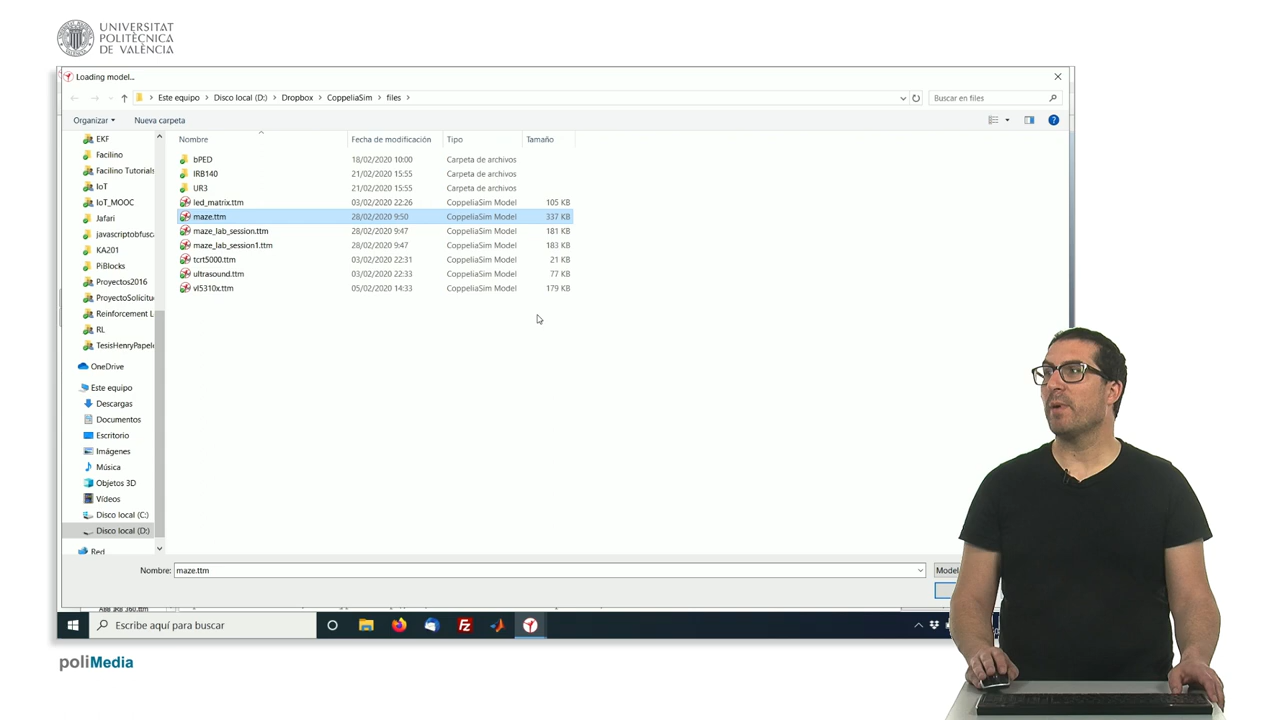 UNIVERSITAT
POLITÈCNICA
DE VALÈNCIA
Loading model...
Este equipo > Disco local (D:) > Dropbox > CoppeliaSim > files >
Buscar en files
Organizar
Nueva carpeta
Nombre Fecha de modificación Tipo Tamaño
EKF
Facilino
Facilino Tutorials
IoT
IoT_MOOC
Jafari
javascriptobfusc
KA201
PiBlocks
Proyectos2016
ProyectoSolicitu
Reinforcement L
RL
TesisHenryPapel
OneDrive
Este equipo
Descargas
Documentos
Escritorio
Imágenes
Música
Objetos 3D
Vídeos
Disco local (C:)
Disco local (D:)
Red
bPED 18/02/2020 10:00 Carpeta de archivos
IRB140 21/02/2020 15:55 Carpeta de archivos
UR3 21/02/2020 15:55 Carpeta de archivos
led_matrix.ttm 03/02/2020 22:26 CoppeliaSim Model 105 KB
maze.ttm 28/02/2020 9:50 CoppeliaSim Model 337 KB
maze_lab_session.ttm 28/02/2020 9:47 CoppeliaSim Model 181 KB
maze_lab_session1.ttm 28/02/2020 9:47 CoppeliaSim Model 183 KB
tcrt5000.ttm 03/02/2020 22:31 CoppeliaSim Model 21 KB
ultrasound.ttm 03/02/2020 22:33 CoppeliaSim Model 77 KB
vl5310x.ttm 05/02/2020 14:33 CoppeliaSim Model 179 KB
Nombre: maze.ttm
Model
ABB IRB 360.ttm
Escribe aquí para buscar
poliMedia